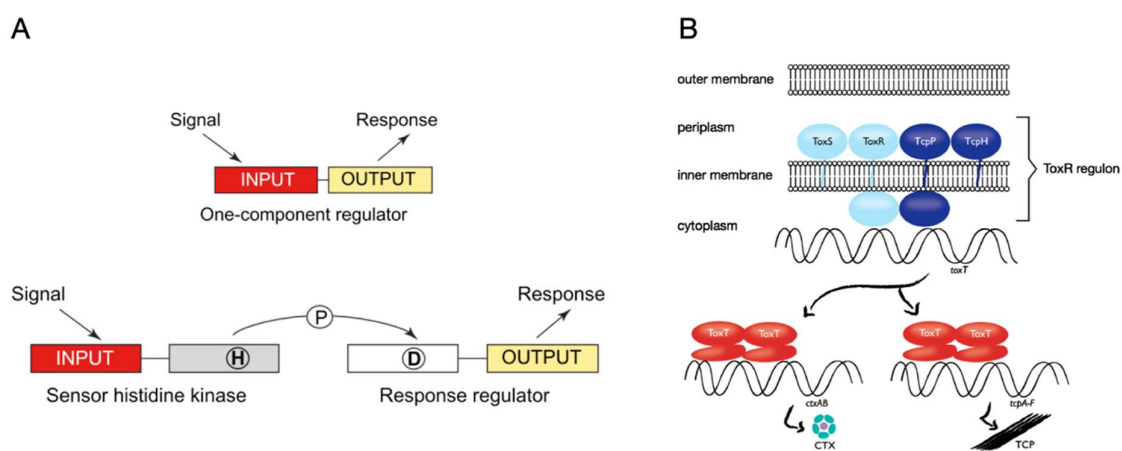 A
Signal
Response
INPUT
OUTPUT
One-component regulator
Signal
P
Response
INPUT
H
D
OUTPUT
Sensor histidine kinase
Response regulator
B
outer membrane
periplasm
ToxS
ToxR
TcpP
TcpH
inner membrane
ToxR regulon
cytoplasm
toxT
ToxT
ToxT
ToxT
ToxT
ctxAB
tcpA-F
CTX
TCP